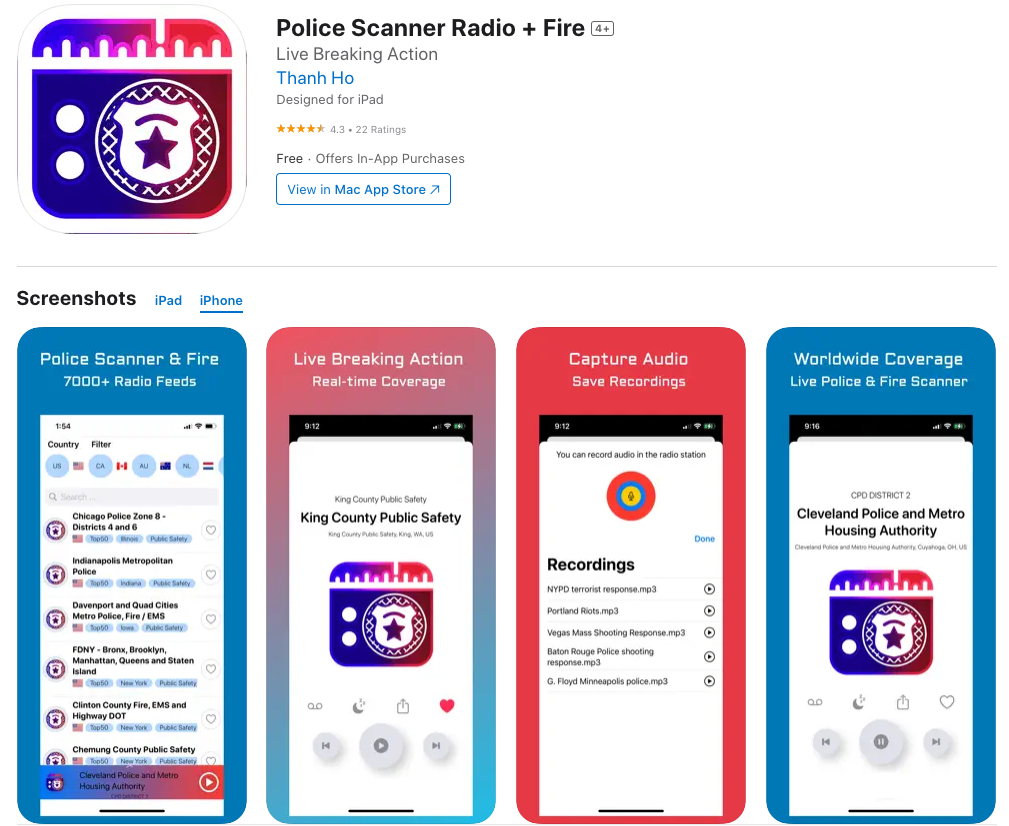 Police Scanner Radio + Fire 4+
Live Breaking Action
Thanh Ho
Designed for iPad
4.3 • 22 Ratings
Free · Offers In-App Purchases
View in Mac App Store ↗
Screenshots iPad iPhone
Police Scanner & Fire
7000+ Radio Feeds
1:54
Country Filter
US CA AU NL
Search ...
Chicago Police Zone 8 -
Districts 4 and 6
Top50 Illinois Public Safety
Indianapolis Metropolitan
Police
Top50 Indiana Public Safety
Davenport and Quad Cities
Metro Police, Fire / EMS
Top50 Iowa Public Safety
FDNY - Bronx, Brooklyn,
Manhattan, Queens and Staten
Island
Top50 New York Public Safety
Clinton County Fire, EMS and
Highway DOT
Top50 New York Public Safety
Chemung County Public Safety
Top50 New York Public Safety
Cleveland Police and Metro
Housing Authority
CPD DISTRICT 2
Live Breaking Action
Real-time Coverage
9:12
King County Public Safety
King County Public Safety
King County Public Safety, King, WA, US
Capture Audio
Save Recordings
9:12
You can record audio in the radio station
Done
Recordings
NYPD terrorist response.mp3
Portland Riots.mp3
Vegas Mass Shooting Response.mp3
Baton Rouge Police shooting
response.mp3
G. Floyd Minneapolis police.mp3
Worldwide Coverage
Live Police & Fire Scanner
9:16
CPD DISTRICT 2
Cleveland Police and Metro
Housing Authority
Cleveland Police and Metro Housing Authority, Cuyahoga, OH, US